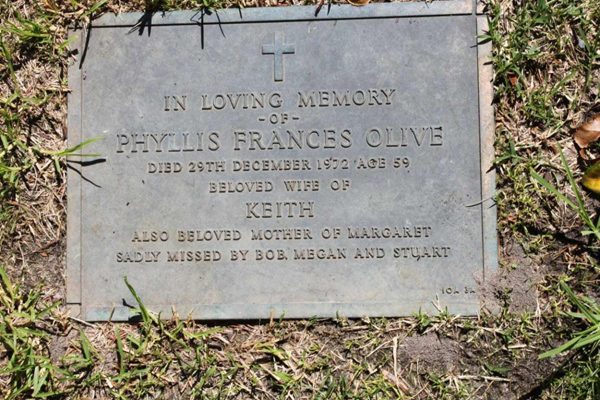 IN LOVING MEMORY
-OF-
PHYLLIS FRANCES OLIVE
DIED 29TH DECEMBER 1972 AGE 59
BELOVED WIFE OF
KEITH
ALSO BELOVED MOTHER OF MARGARET
SADLY MISSED BY BOB, MEGAN AND STUART